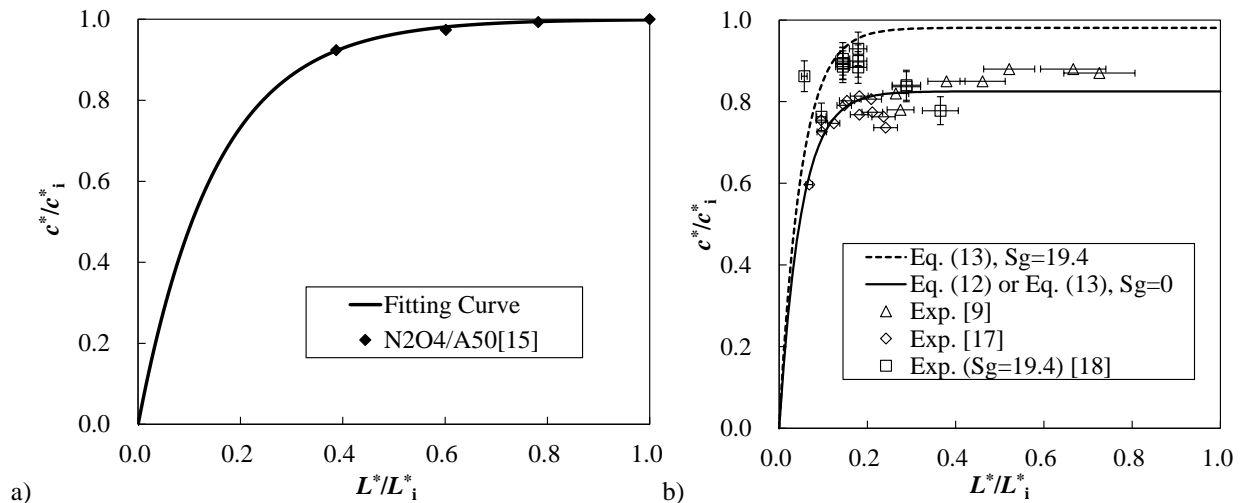 1.0
0.8
0.6
0.4
0.2
0.0
c*/c*i
Fitting Curve
N2O4/A50[15]
0.0 0.2 0.4 0.6 0.8 1.0
L*/L*i
a)
1.0
0.8
0.6
0.4
0.2
0.0
c*/c*i
Eq. (13), Sg=19.4
Eq. (12) or Eq. (13), Sg=0
Exp. [9]
Exp. [17]
Exp. (Sg=19.4) [18]
0.0 0.2 0.4 0.6 0.8 1.0
L*/L*i
b)